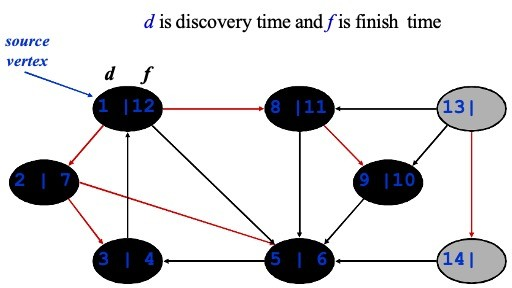 d is discovery time and f is finish time
source
vertex
d f
1 |12
8 |11
13|
2 | 7
9 |10
3 | 4
5 | 6
14|